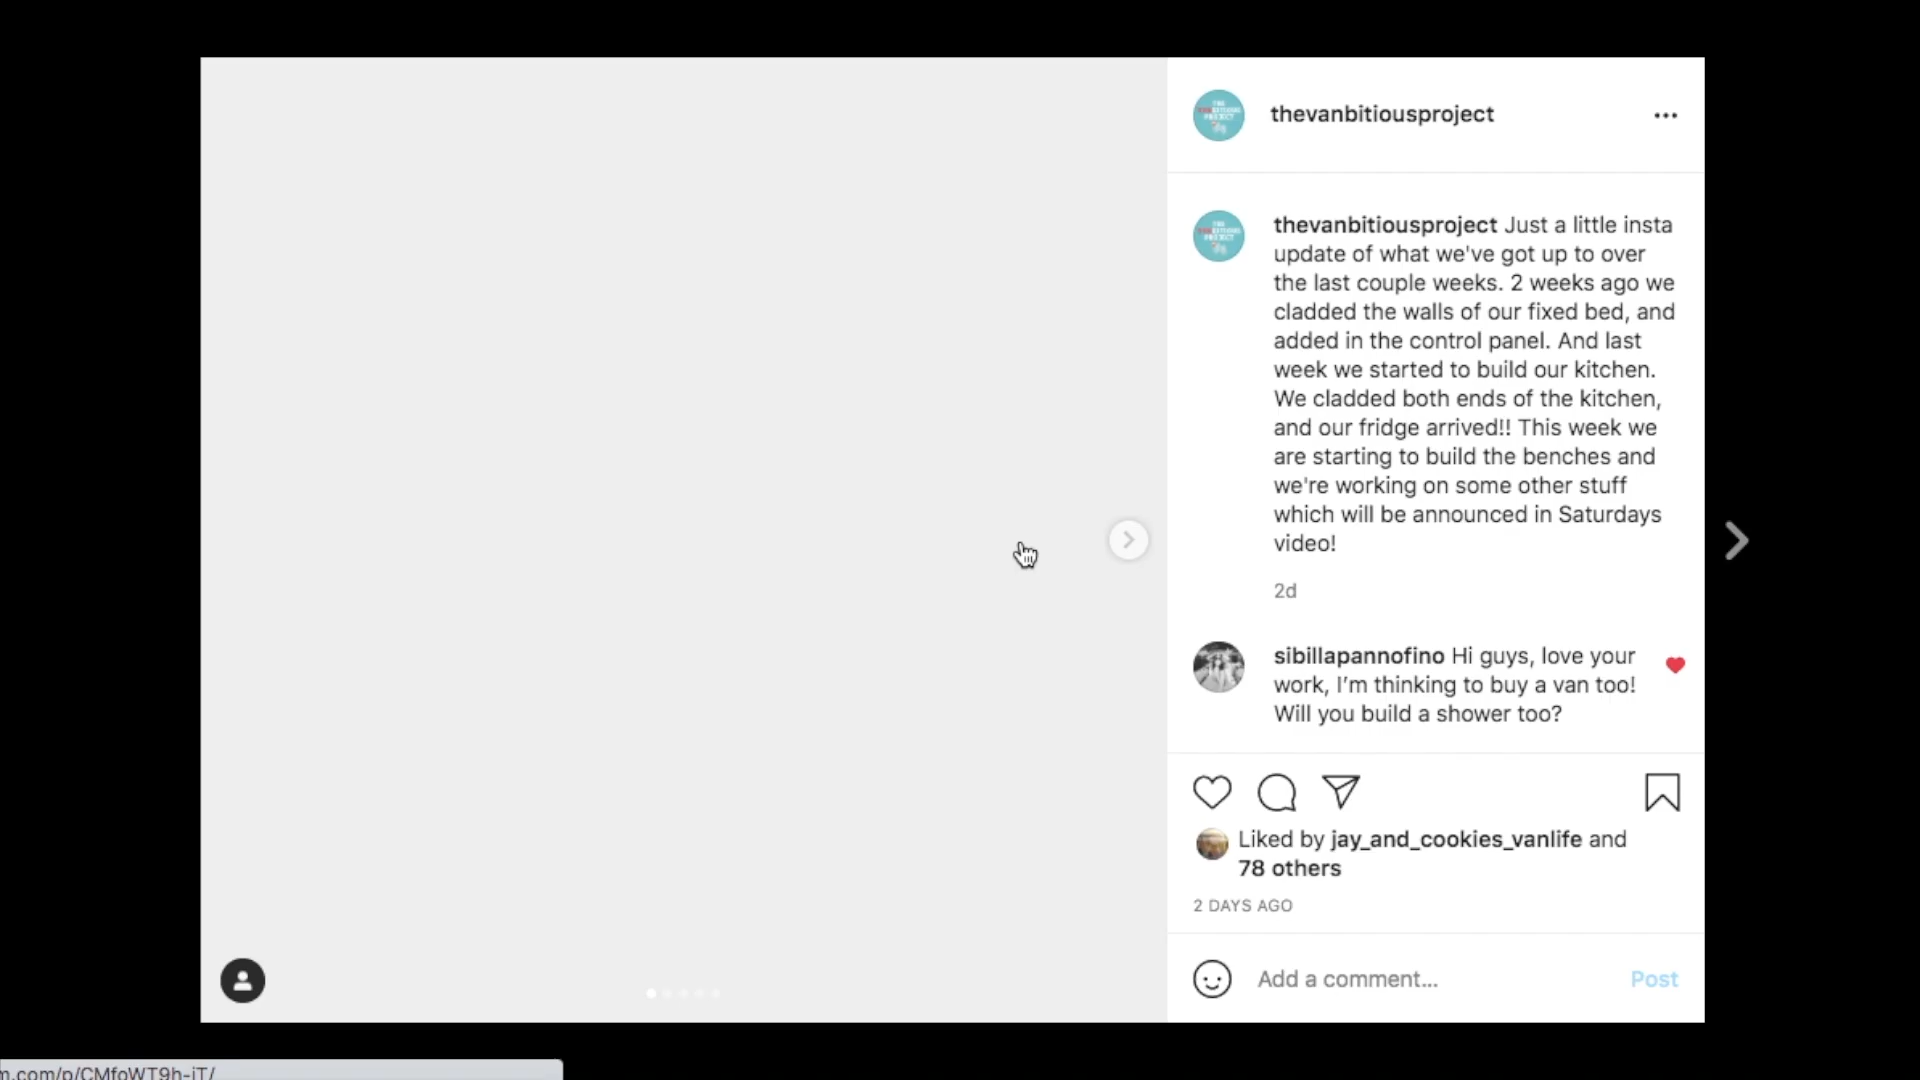 thevanbitiousproject
thevanbitiousproject Just a little insta
update of what we've got up to over
the last couple weeks. 2 weeks ago we
cladded the walls of our fixed bed, and
added in the control panel. And last
week we started to build our kitchen.
We cladded both ends of the kitchen,
and our fridge arrived!! This week we
are starting to build the benches and
we're working on some other stuff
which will be announced in Saturdays
video!
2d
sibillapannofino Hi guys, love your
work, I'm thinking to buy a van too!
Will you build a shower too?
Liked by jay_and_cookies_vanlife and
78 others
2 DAYS AGO
Add a comment... Post
m.com/p/CMfoWT9h-iT/